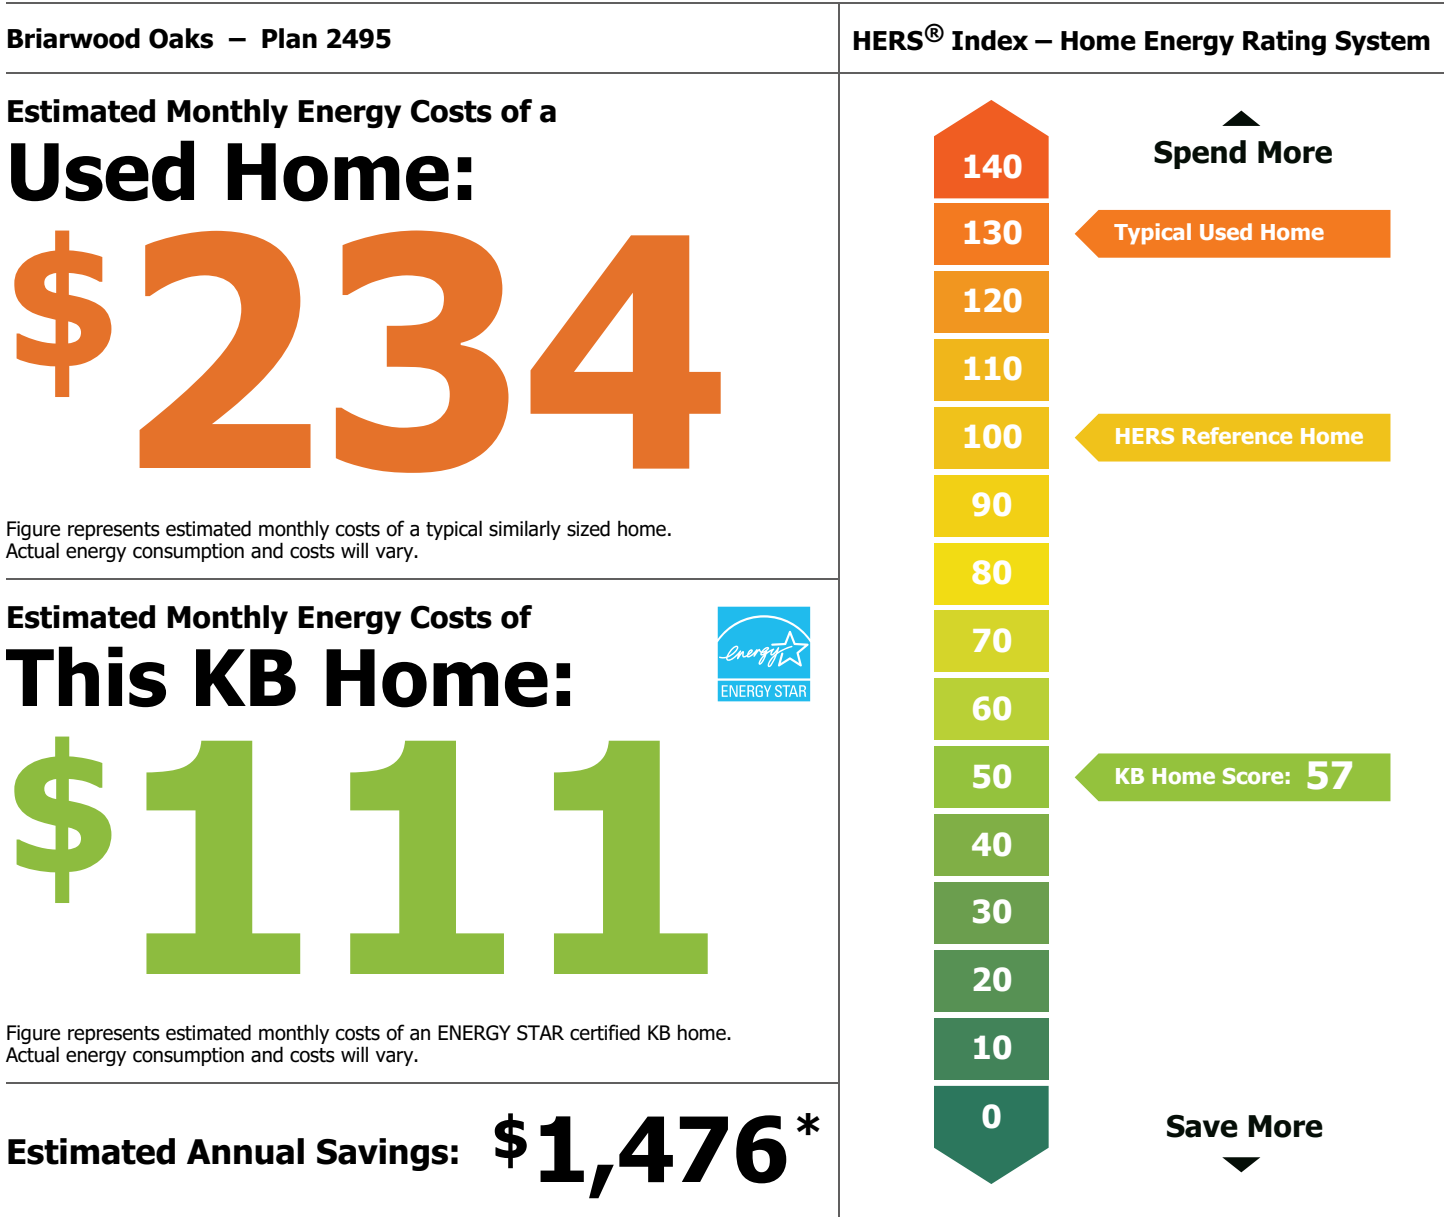 Briarwood Oaks – Plan 2495
Estimated Monthly Energy Costs of a
Used Home:
$234
Figure represents estimated monthly costs of a typical similarly sized home.
Actual energy consumption and costs will vary.
Estimated Monthly Energy Costs of
This KB Home:
energy
ENERGY STAR
$111
Figure represents estimated monthly costs of an ENERGY STAR certified KB home.
Actual energy consumption and costs will vary.
Estimated Annual Savings: $1,476*
HERS® Index – Home Energy Rating System
Spend More
140
130
Typical Used Home
120
110
100
HERS Reference Home
90
80
70
60
50
KB Home Score: 57
40
30
20
10
0
Save More